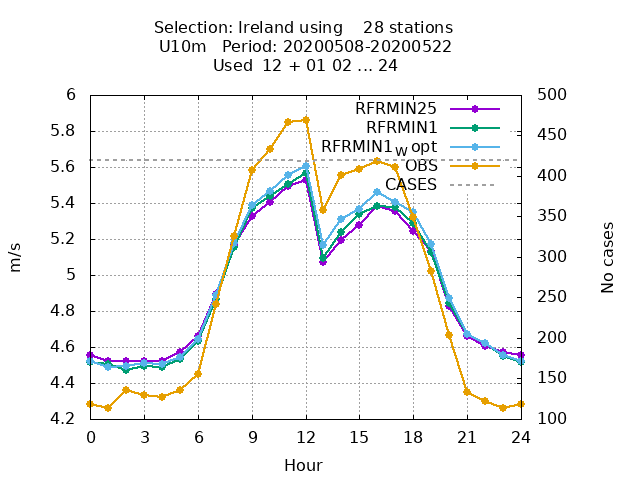 Selection: Ireland using    28 stations
U10m   Period: 20200508-20200522
Used  12 + 01 02 ... 24
6
5.8
5.6
5.4
5.2
5
4.8
4.6
4.4
4.2
500
450
400
350
300
250
200
150
100
0 3 6 9 12 15 18 21 24
m/s
No cases
Hour
RFRMIN25
RFRMIN1
RFRMIN1_W opt
OBS
CASES